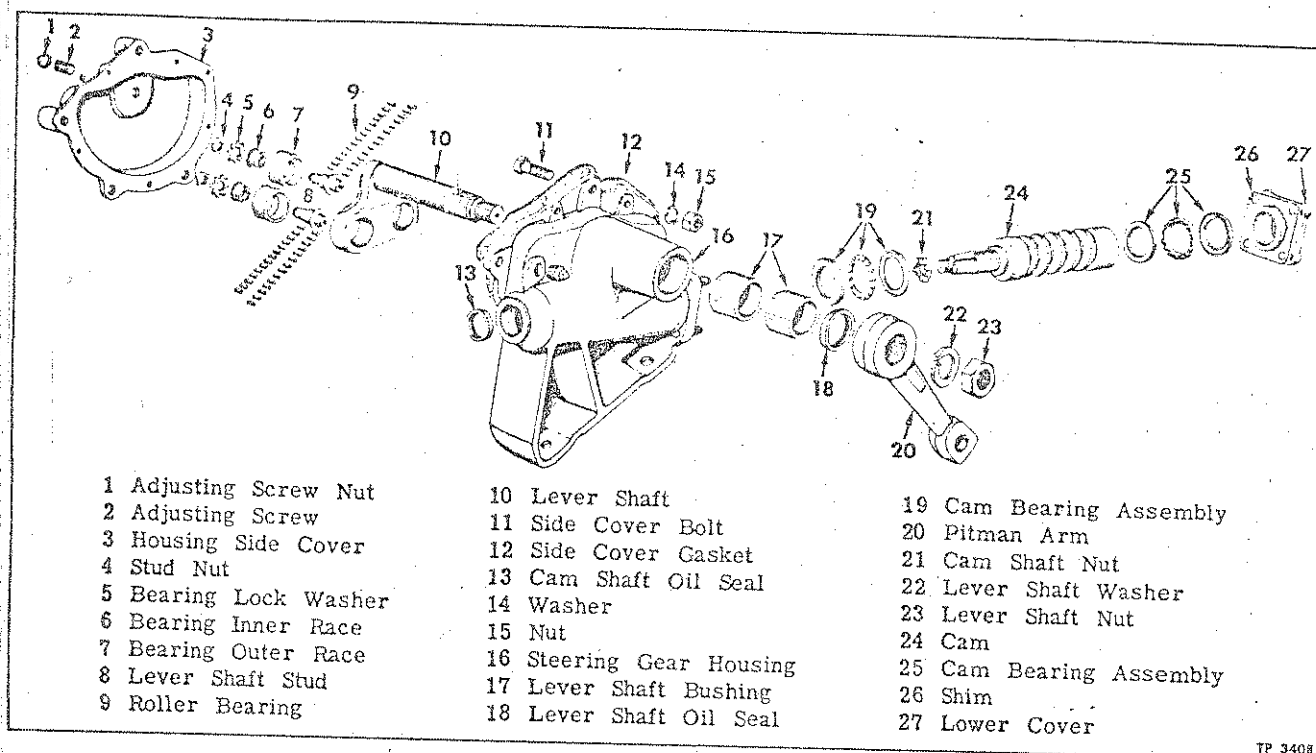 1 2 3
4 5 6 7 9 10 11 12
8
14 15
16 17 19 21 24 25 26 27
13 18 22 23
20
1 Adjusting Screw Nut
2 Adjusting Screw
3 Housing Side Cover
4 Stud Nut
5 Bearing Lock Washer
6 Bearing Inner Race
7 Bearing Outer Race
8 Lever Shaft Stud
9 Roller Bearing
10 Lever Shaft
11 Side Cover Bolt
12 Side Cover Gasket
13 Cam Shaft Oil Seal
14 Washer
15 Nut
16 Steering Gear Housing
17 Lever Shaft Bushing
18 Lever Shaft Oil Seal
19 Cam Bearing Assembly
20 Pitman Arm
21 Cam Shaft Nut
22 Lever Shaft Washer
23 Lever Shaft Nut
24 Cam
25 Cam Bearing Assembly
26 Shim
27 Lower Cover
TP 3408